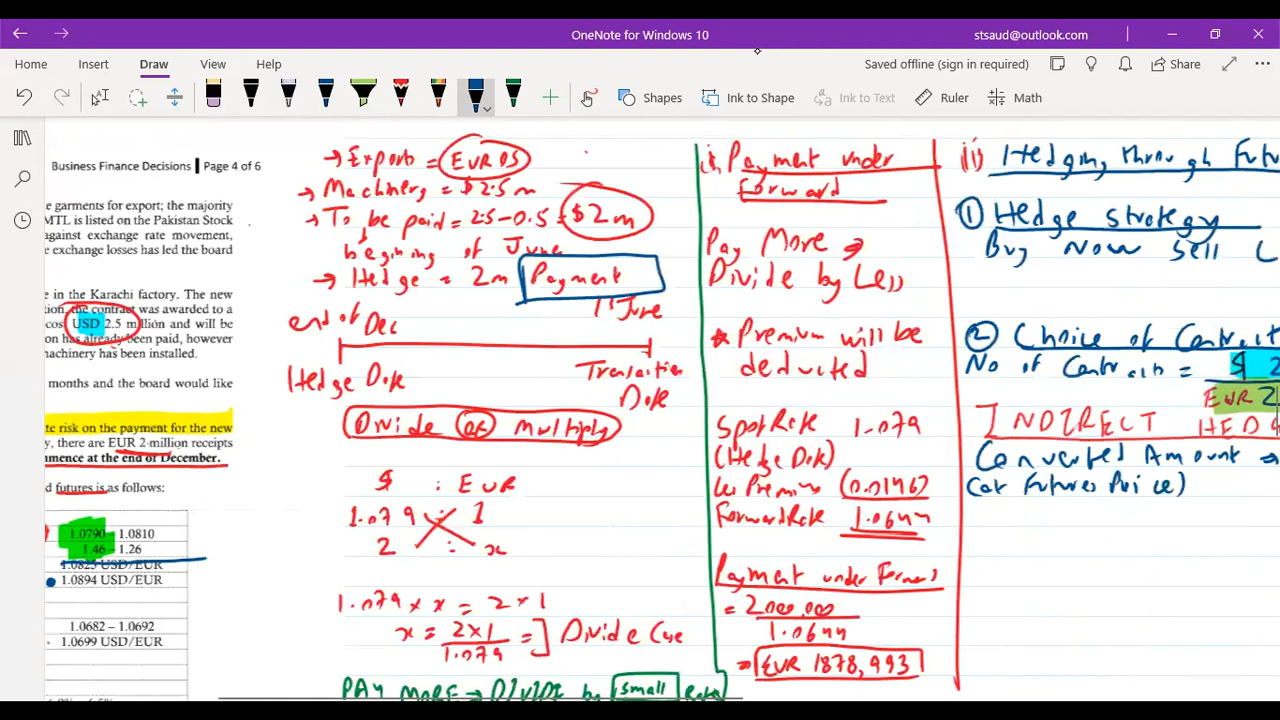 OneNote for Windows 10
stsaud@outlook.com
Home Insert Draw View Help
Saved offline (sign in required)
Share
Shapes
Ink to Shape
Ink to Text
Ruler
Math
Business Finance Decisions | Page 4 of 6
e garments for export; the majority
MTL is listed on the Pakistan Stock
against exchange rate movement,
e exchange losses has led the board
e in the Karachi factory. The new
tion, the contract was awarded to a
cost USD 2.5 million and will be
on has already been paid, however
achinery has been installed.
months and the board would like
te risk on the payment for the new
y, there are EUR 2-million receipts
mmence at the end of December.
d futures is as follows:
1.0790 – 1.0810
1.46 – 1.26
1.0825 USD/EUR
1.0894 USD/EUR
1.0682 – 1.0692
1.0699 USD/EUR
→ Exports = EUROS
→ Machinery = $ 2.5 m
→ To be paid = 2.5 - 0.5 = $2m
begining of June
→ Hedge = 2m Payment
1st June
end of Dec
Hedge Date
Transaction
Date
Divide OR multiply
$ : EUR
1.079 : 1
2 : x
1.079 × x = 2 × 1
x = 2×1 = ] Divide Case
1.079
PAY MORE → DIVIDE by small Rate
i) Payment under
Forward
Pay More →
Divide by Less
* Premium will be
deducted
Spot Rate 1.079
(Hedge Date)
less Premium (0.0146)
Forward Rate 1.0644
Payment under Forward
= 2000,000
1.0644
= EUR 1878,993
ii) Hedging through Futu
① Hedge Strategy
Buy Now Sell L
② Choice of Contract
No of Contracts = $ 2
EUR 2
INDIRECT HEDG
Converted Amount →
(at Futures Price)